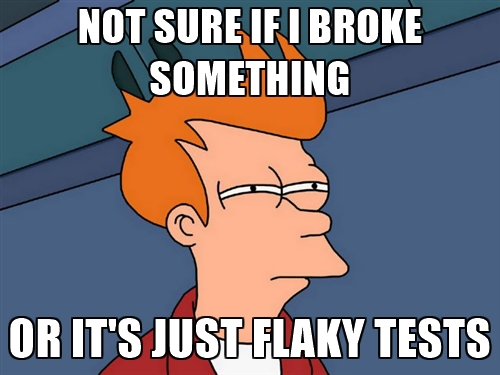 NOT SURE IF I BROKE
SOMETHING
OR IT'S JUST FLAKY TESTS